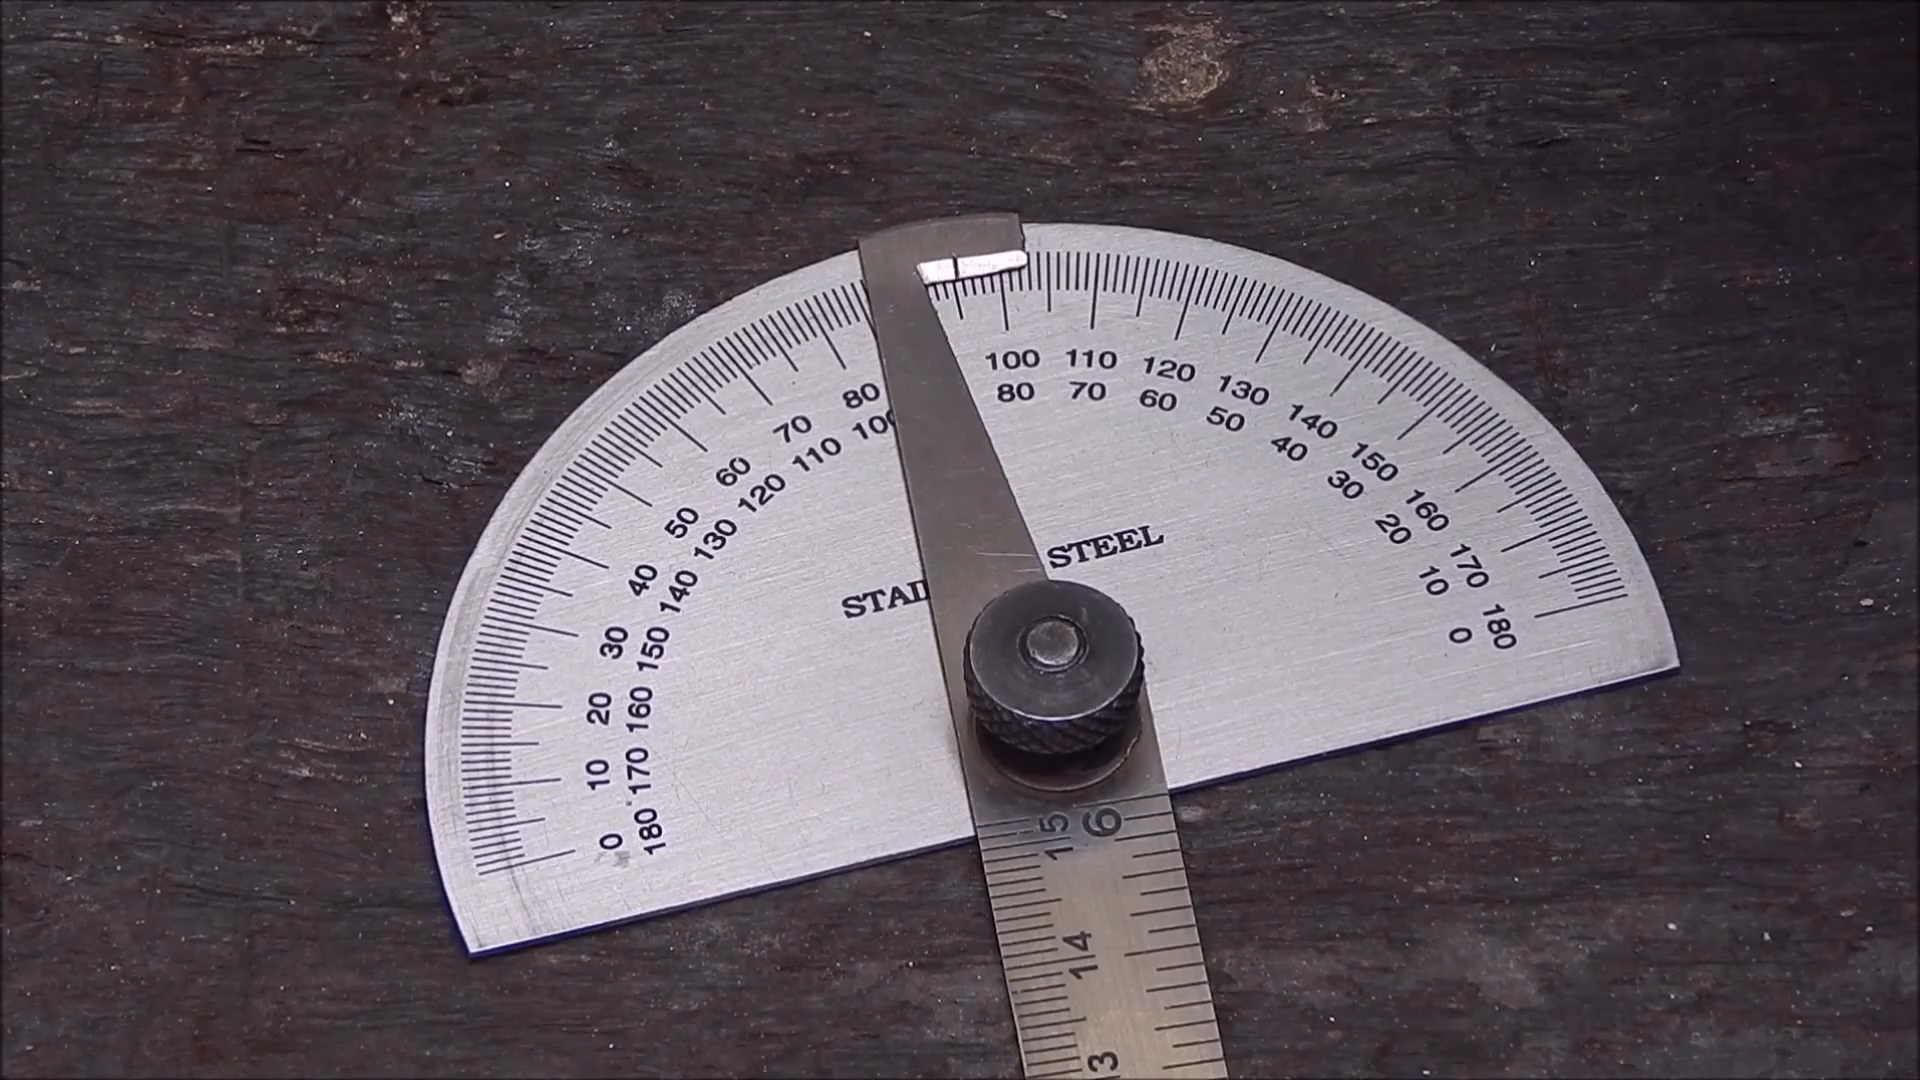 100 110 120 130 140 150 160 170 180
80 70 60 50 40 30 20 10 0
0 10 20 30 40 50 60 70 80
180 170 160 150 140 130 120 110 100
STAI
STEEL
15 6
14
3